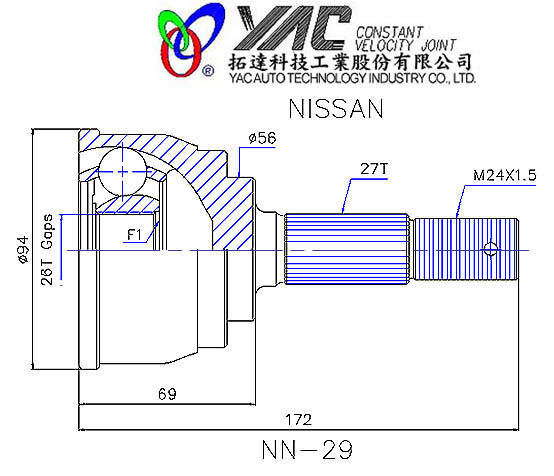 YAC CONSTANT
VELOCITY JOINT
拓達科技工業股份有限公司
® YAC AUTO TECHNOLOGY INDUSTRY CO., LTD.
NISSAN
ø56
27T
M24X1.5
ø94
26T Gaps
F1
69
172
NN-29